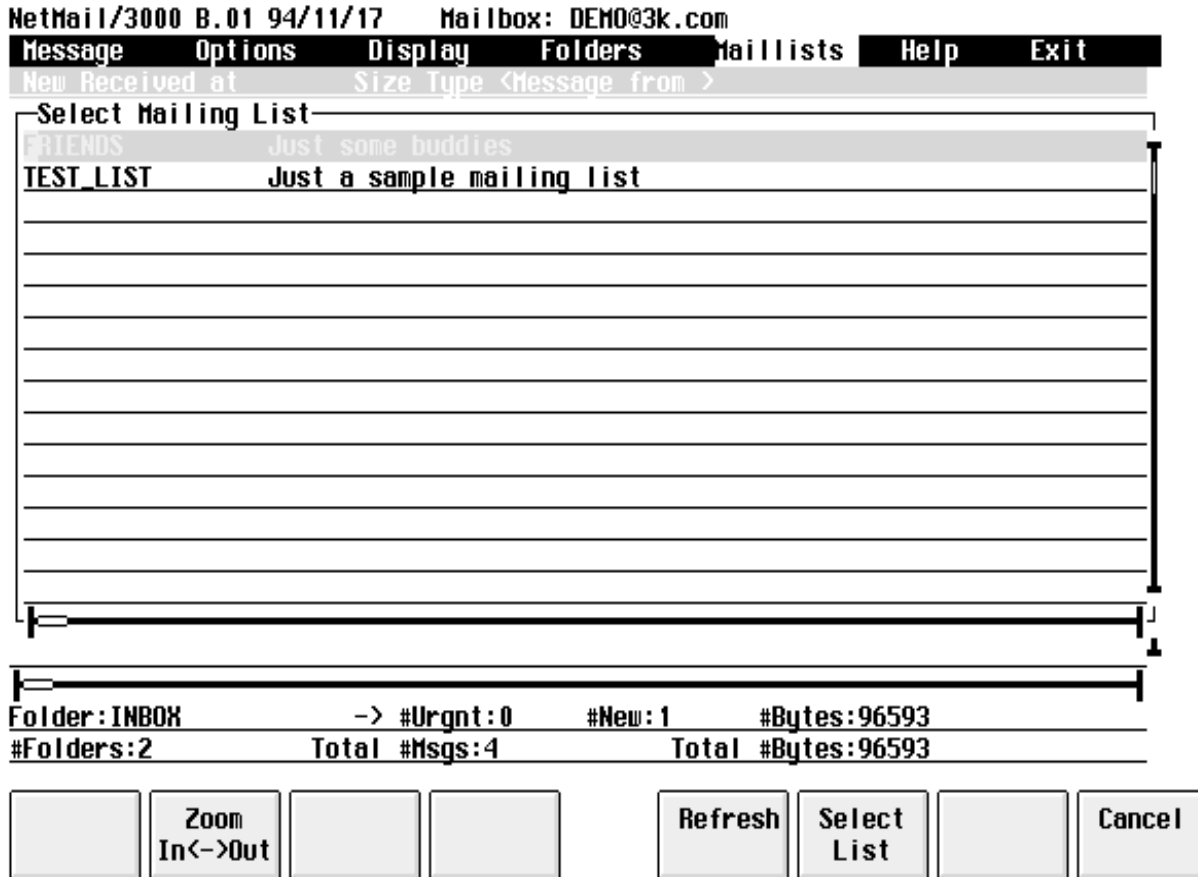 NetMail/3000 B.01 94/11/17 Mailbox: DEMO@3k.com
Message Options Display Folders Maillists Help Exit
New Received at Size Type <Message from >
Select Mailing List
FRIENDS Just some buddies
TEST_LIST Just a sample mailing list
Folder:INBOX -> #Urgnt:0 #New:1 #Bytes:96593
#Folders:2 Total #Msgs:4 Total #Bytes:96593
Zoom Refresh Select Cancel
In<->Out List